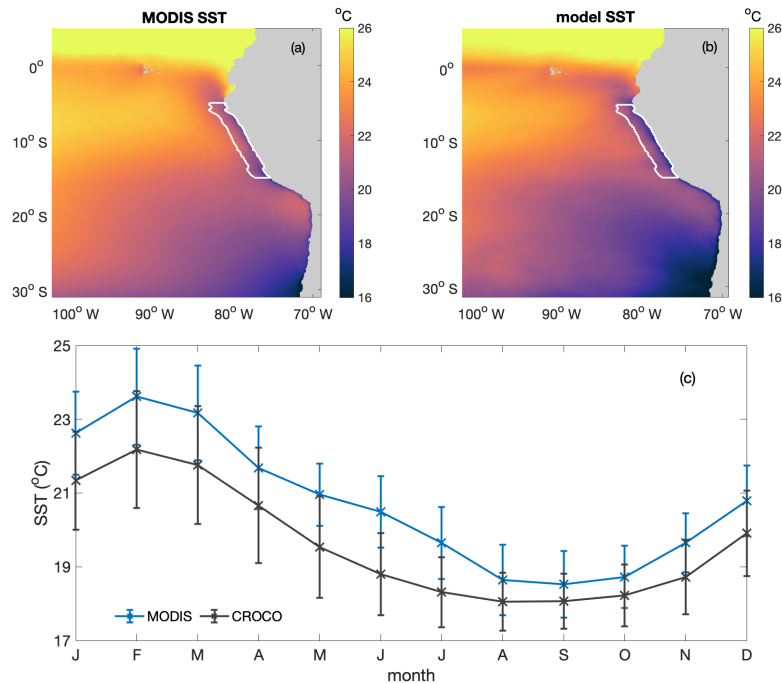 MODIS SST
°C
model SST
°C
(a)
(b)
0°
10° S
20° S
30° S
100° W
90° W
80° W
70° W
26
24
22
20
18
16
0°
10° S
20° S
30° S
100° W
90° W
80° W
70° W
26
24
22
20
18
16
(c)
SST (°C)
25
23
21
19
17
MODIS
CROCO
J F M A M J J A S O N D
month